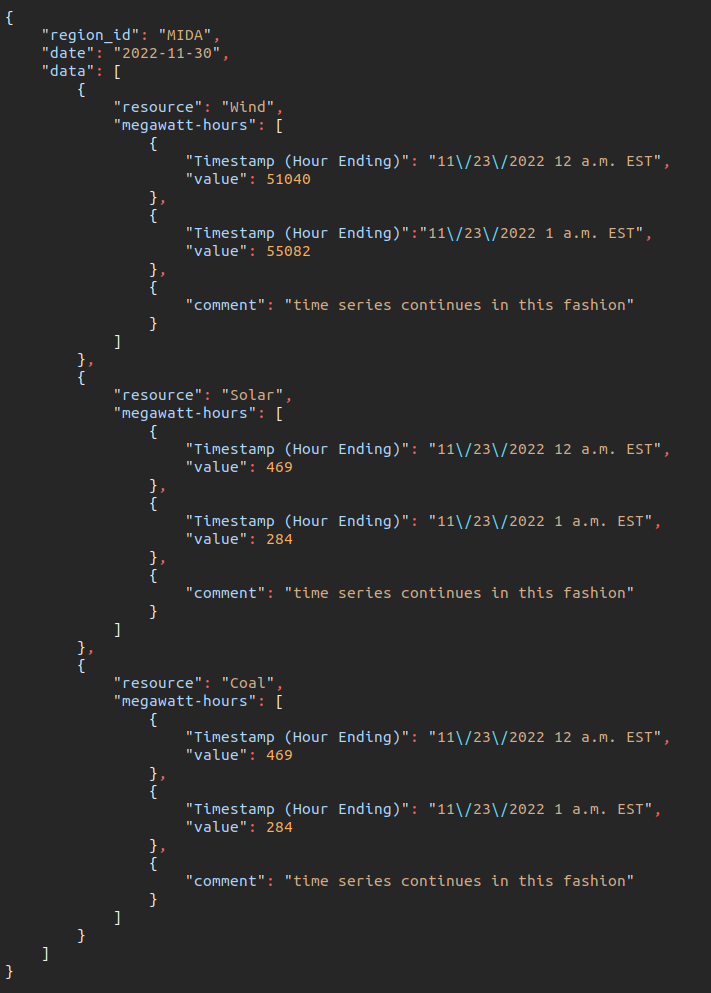 {
    "region_id": "MIDA",
    "date": "2022-11-30",
    "data": [
        {
            "resource": "Wind",
            "megawatt-hours": [
                {
                    "Timestamp (Hour Ending)": "11\/23\/2022 12 a.m. EST",
                    "value": 51040
                },
                {
                    "Timestamp (Hour Ending)":"11\/23\/2022 1 a.m. EST",
                    "value": 55082
                },
                {
                    "comment": "time series continues in this fashion"
                }
            ]
        },
        {
            "resource": "Solar",
            "megawatt-hours": [
                {
                    "Timestamp (Hour Ending)": "11\/23\/2022 12 a.m. EST",
                    "value": 469
                },
                {
                    "Timestamp (Hour Ending)": "11\/23\/2022 1 a.m. EST",
                    "value": 284
                },
                {
                    "comment": "time series continues in this fashion"
                }
            ]
        },
        {
            "resource": "Coal",
            "megawatt-hours": [
                {
                    "Timestamp (Hour Ending)": "11\/23\/2022 12 a.m. EST",
                    "value": 469
                },
                {
                    "Timestamp (Hour Ending)": "11\/23\/2022 1 a.m. EST",
                    "value": 284
                },
                {
                    "comment": "time series continues in this fashion"
                }
            ]
        }
    ]
}